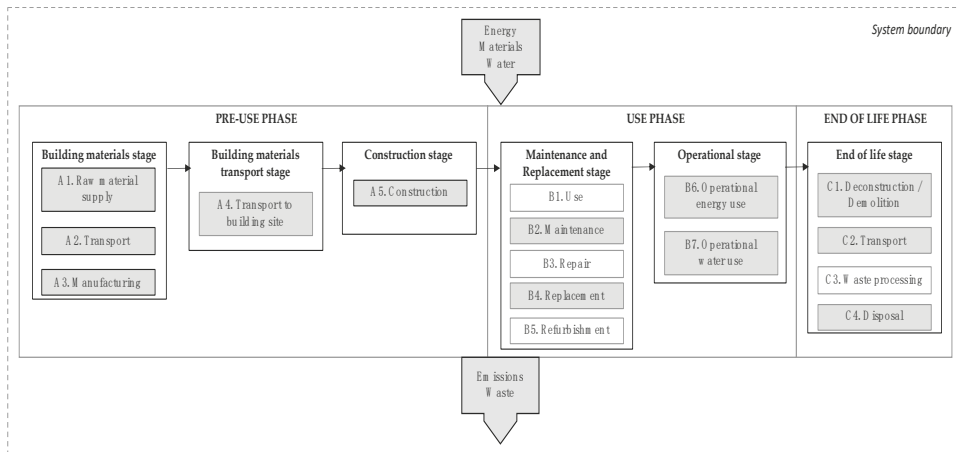 System boundary
Energy
Materials
Water
PRE-USE PHASE
USE PHASE
END OF LIFE PHASE
Building materials stage
A1. Raw material
supply
A2. Transport
A3. Manufacturing
Building materials
transport stage
A4. Transport to
building site
Construction stage
A5. Construction
Maintenance and
Replacement stage
B1. Use
B2. Maintenance
B3. Repair
B4. Replacement
B5. Refurbishment
Operational stage
B6. Operational
energy use
B7. Operational
water use
End of life stage
C1. Deconstruction /
Demolition
C2. Transport
C3. Waste processing
C4. Disposal
Emissions
Waste